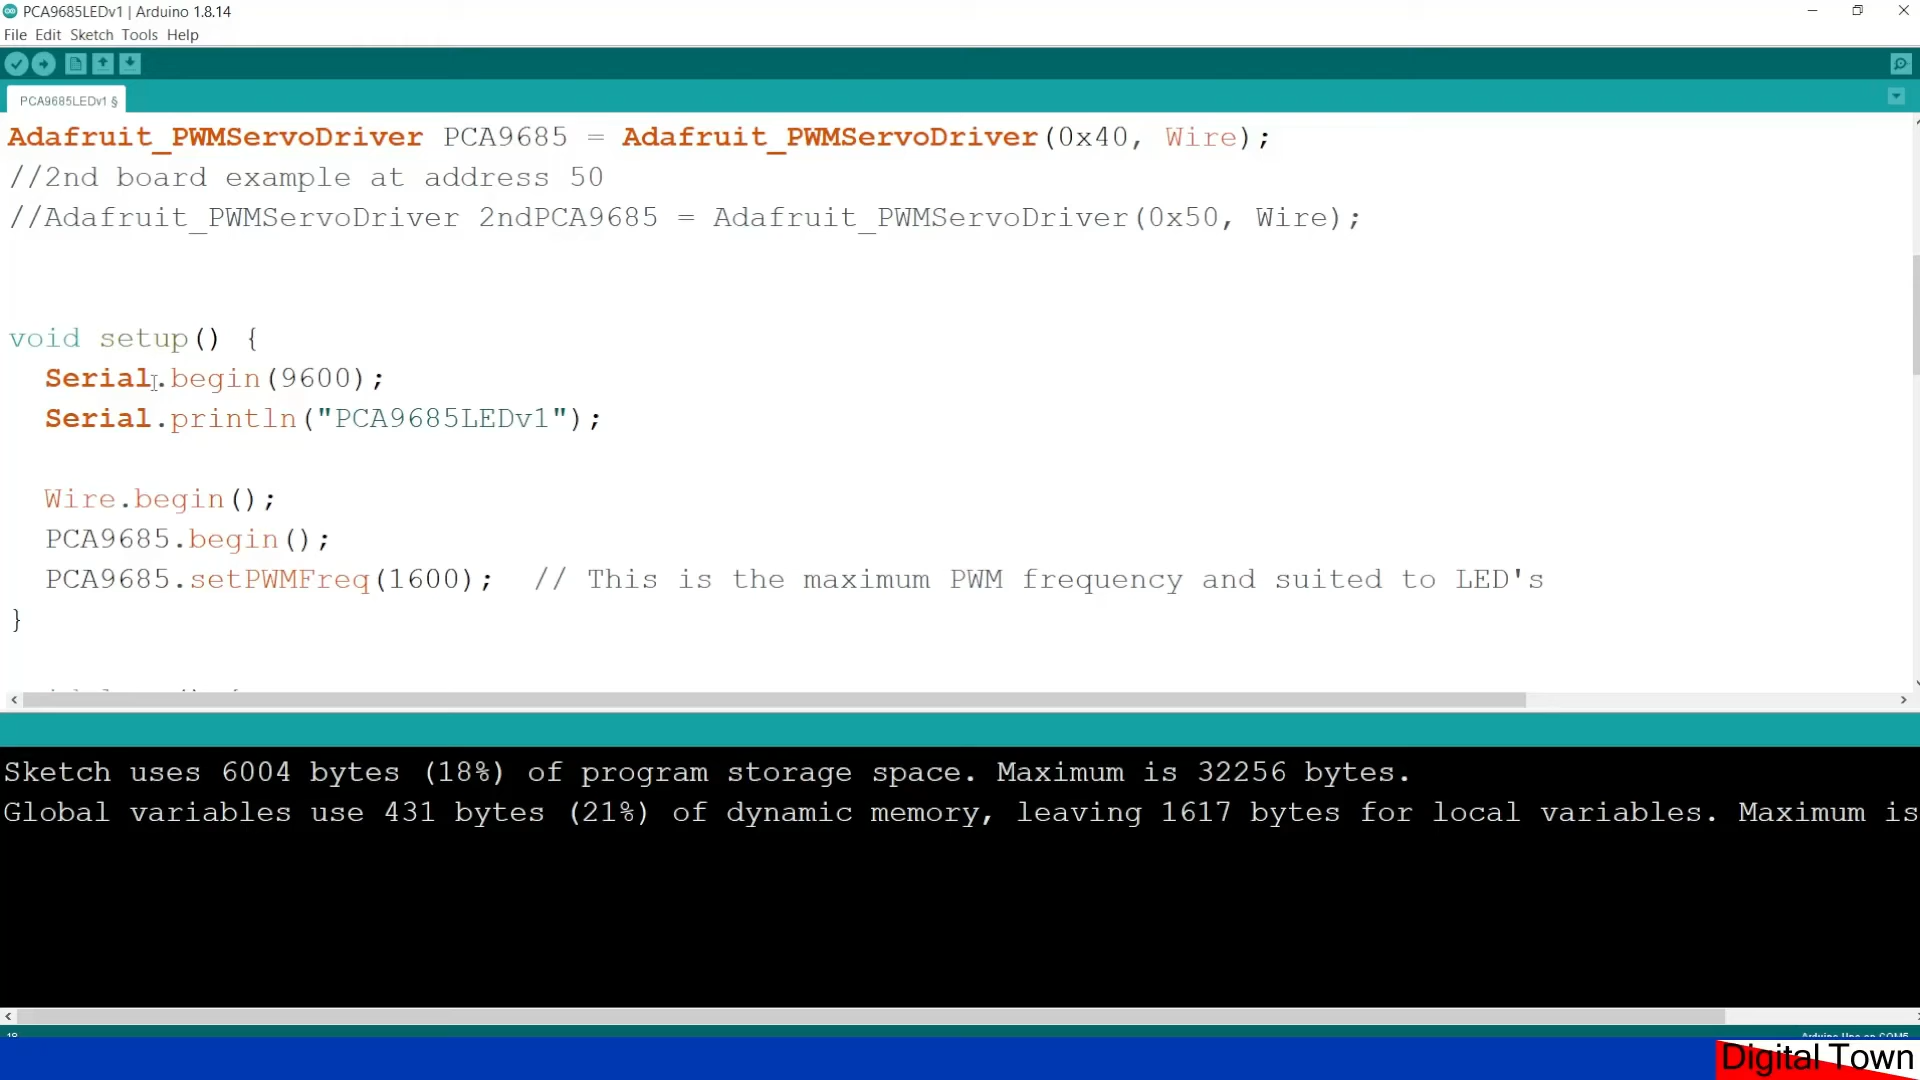 PCA9685LEDv1 | Arduino 1.8.14
File Edit Sketch Tools Help
PCA9685LEDv1 §
Adafruit_PWMServoDriver PCA9685 = Adafruit_PWMServoDriver(0x40, Wire);
//2nd board example at address 50
//Adafruit_PWMServoDriver 2ndPCA9685 = Adafruit_PWMServoDriver(0x50, Wire);
void setup() {
Serial.begin(9600);
Serial.println("PCA9685LEDv1");
Wire.begin();
PCA9685.begin();
PCA9685.setPWMFreq(1600); // This is the maximum PWM frequency and suited to LED's
}
Sketch uses 6004 bytes (18%) of program storage space. Maximum is 32256 bytes.
Global variables use 431 bytes (21%) of dynamic memory, leaving 1617 bytes for local variables. Maximum is
Digital Town